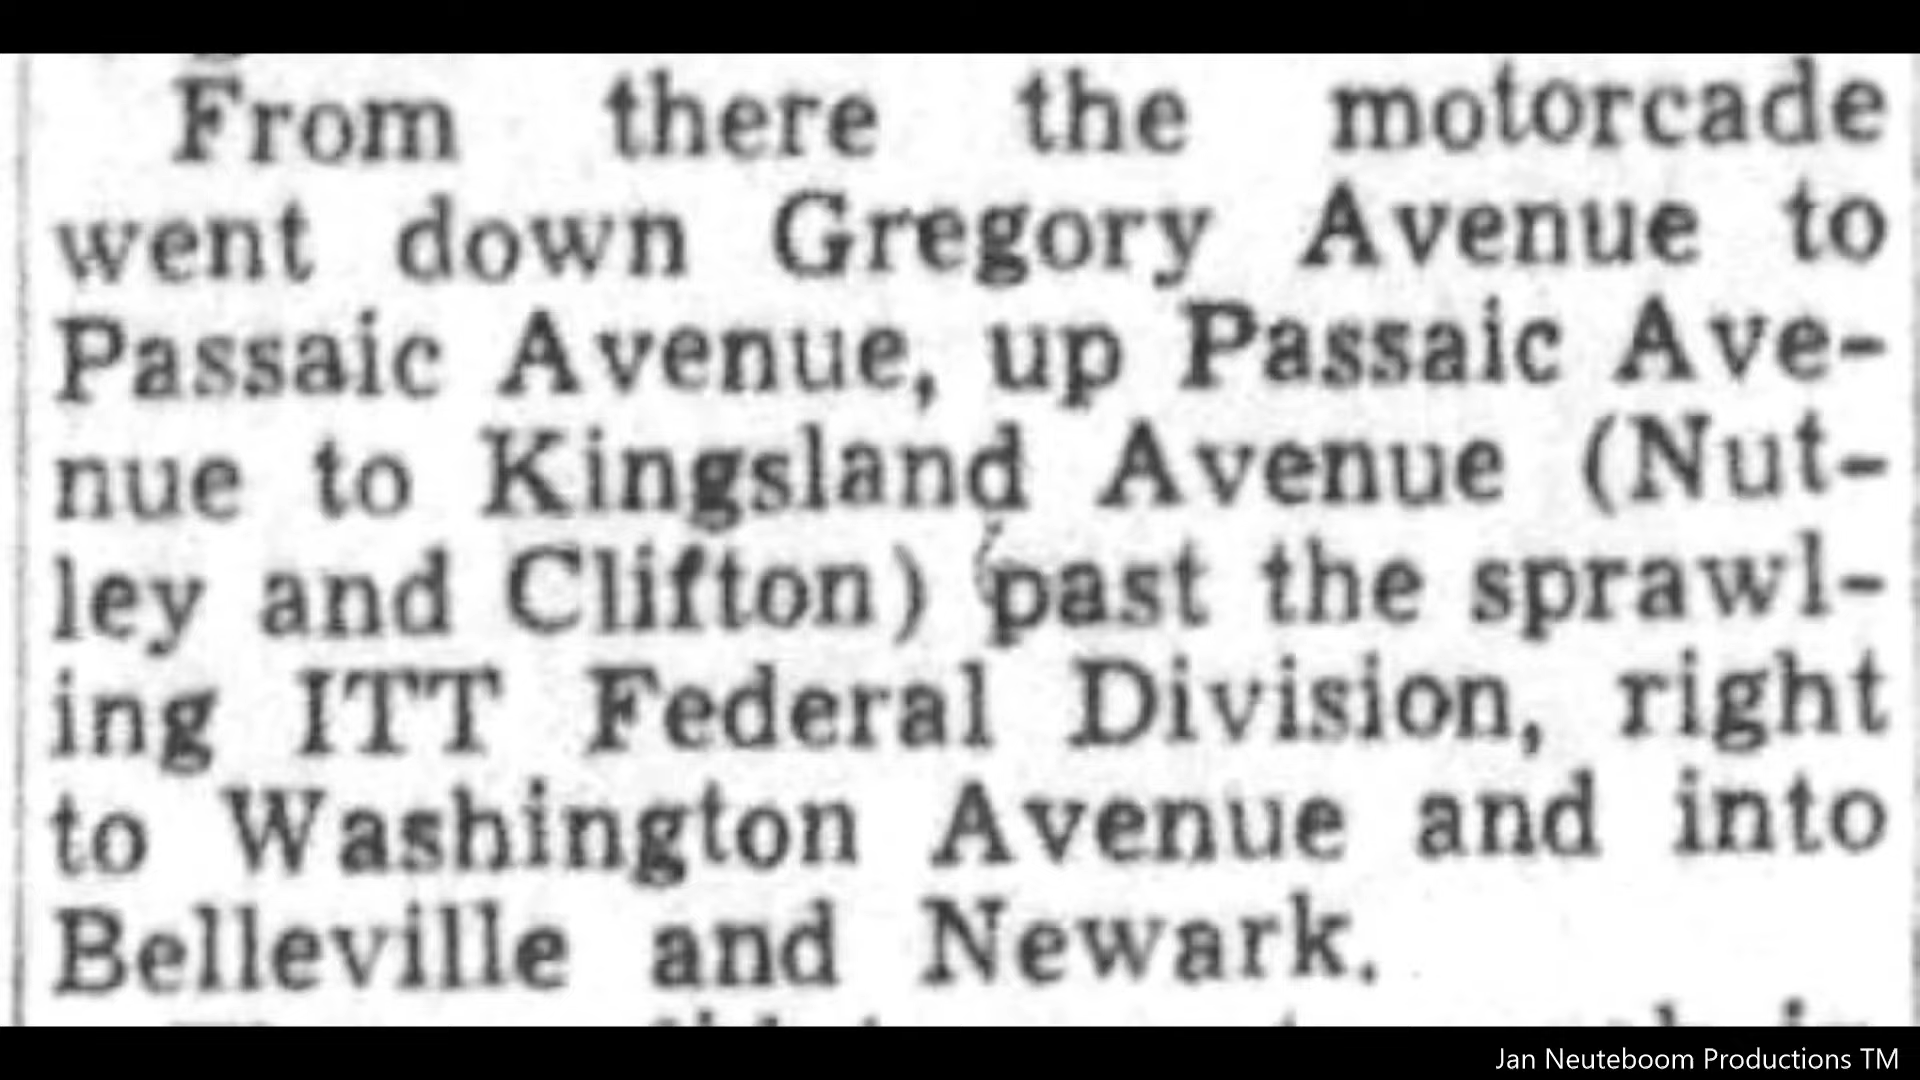 From there the motorcade
went down Gregory Avenue to
Passaic Avenue, up Passaic Ave-
nue to Kingsland Avenue (Nut-
ley and Clifton) past the sprawl-
ing ITT Federal Division, right
to Washington Avenue and into
Belleville and Newark.
Jan Neuteboom Productions TM